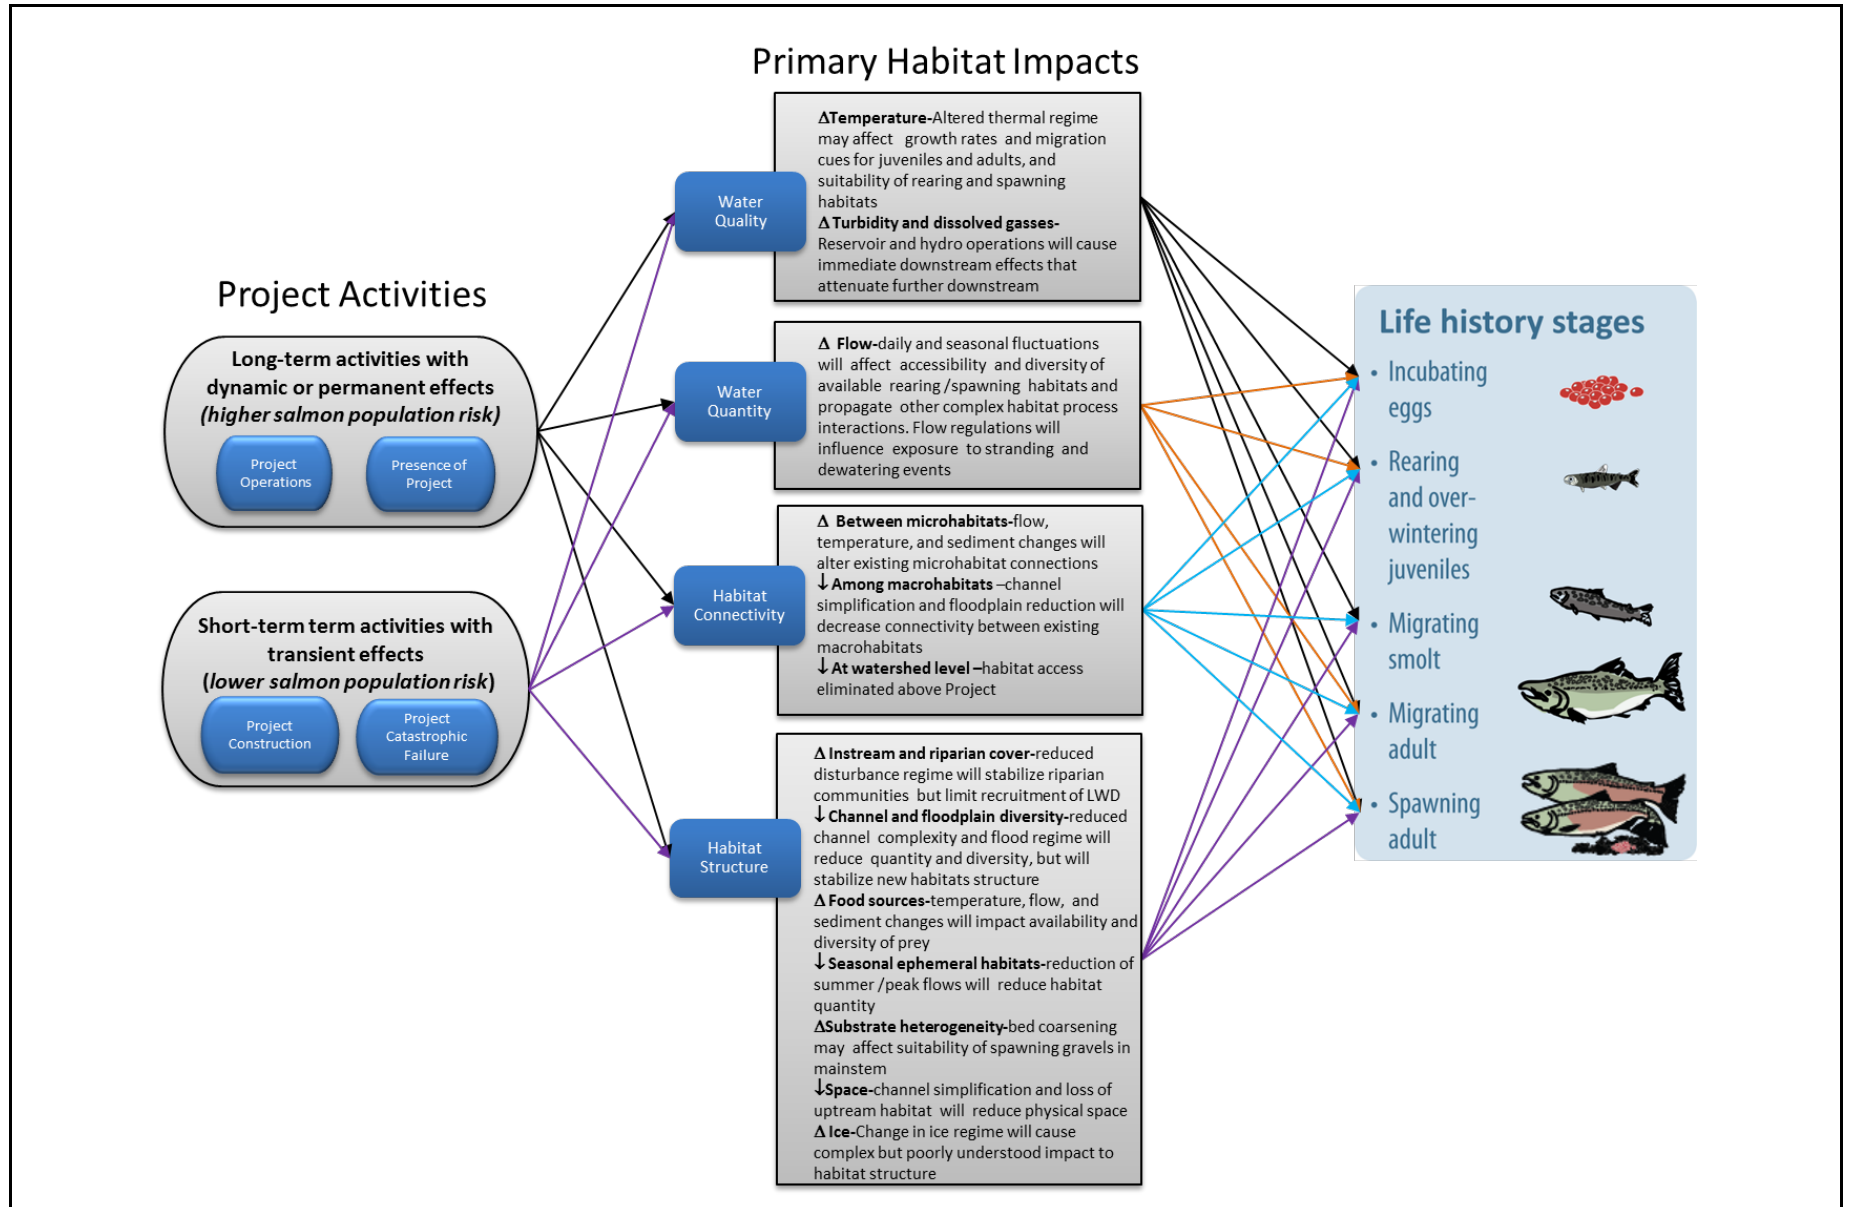 Primary Habitat Impacts
Project Activities
Long-term activities with
dynamic or permanent effects
(higher salmon population risk)
Project
Operations
Presence of
Project
Short-term term activities with
transient effects
(lower salmon population risk)
Project
Construction
Project
Catastrophic
Failure
Water
Quality
ΔTemperature-Altered thermal regime
may affect growth rates and migration
cues for juveniles and adults, and
suitability of rearing and spawning
habitats
Δ Turbidity and dissolved gasses-
Reservoir and hydro operations will cause
immediate downstream effects that
attenuate further downstream
Water
Quantity
Δ Flow-daily and seasonal fluctuations
will affect accessibility and diversity of
available rearing /spawning habitats and
propagate other complex habitat process
interactions. Flow regulations will
influence exposure to stranding and
dewatering events
Habitat
Connectivity
Δ Between microhabitats-flow,
temperature, and sediment changes will
alter existing microhabitat connections
↓ Among macrohabitats –channel
simplification and floodplain reduction will
decrease connectivity between existing
macrohabitats
↓ At watershed level –habitat access
eliminated above Project
Habitat
Structure
Δ Instream and riparian cover-reduced
disturbance regime will stabilize riparian
communities but limit recruitment of LWD
↓ Channel and floodplain diversity-reduced
channel complexity and flood regime will
reduce quantity and diversity, but will
stabilize new habitats structure
Δ Food sources-temperature, flow, and
sediment changes will impact availability and
diversity of prey
↓ Seasonal ephemeral habitats-reduction of
summer /peak flows will reduce habitat
quantity
ΔSubstrate heterogeneity-bed coarsening
may affect suitability of spawning gravels in
mainstem
↓Space-channel simplification and loss of
uptream habitat will reduce physical space
Δ Ice-Change in ice regime will cause
complex but poorly understood impact to
habitat structure
Life history stages
• Incubating
eggs
• Rearing
and over-
wintering
juveniles
• Migrating
smolt
• Migrating
adult
• Spawning
adult